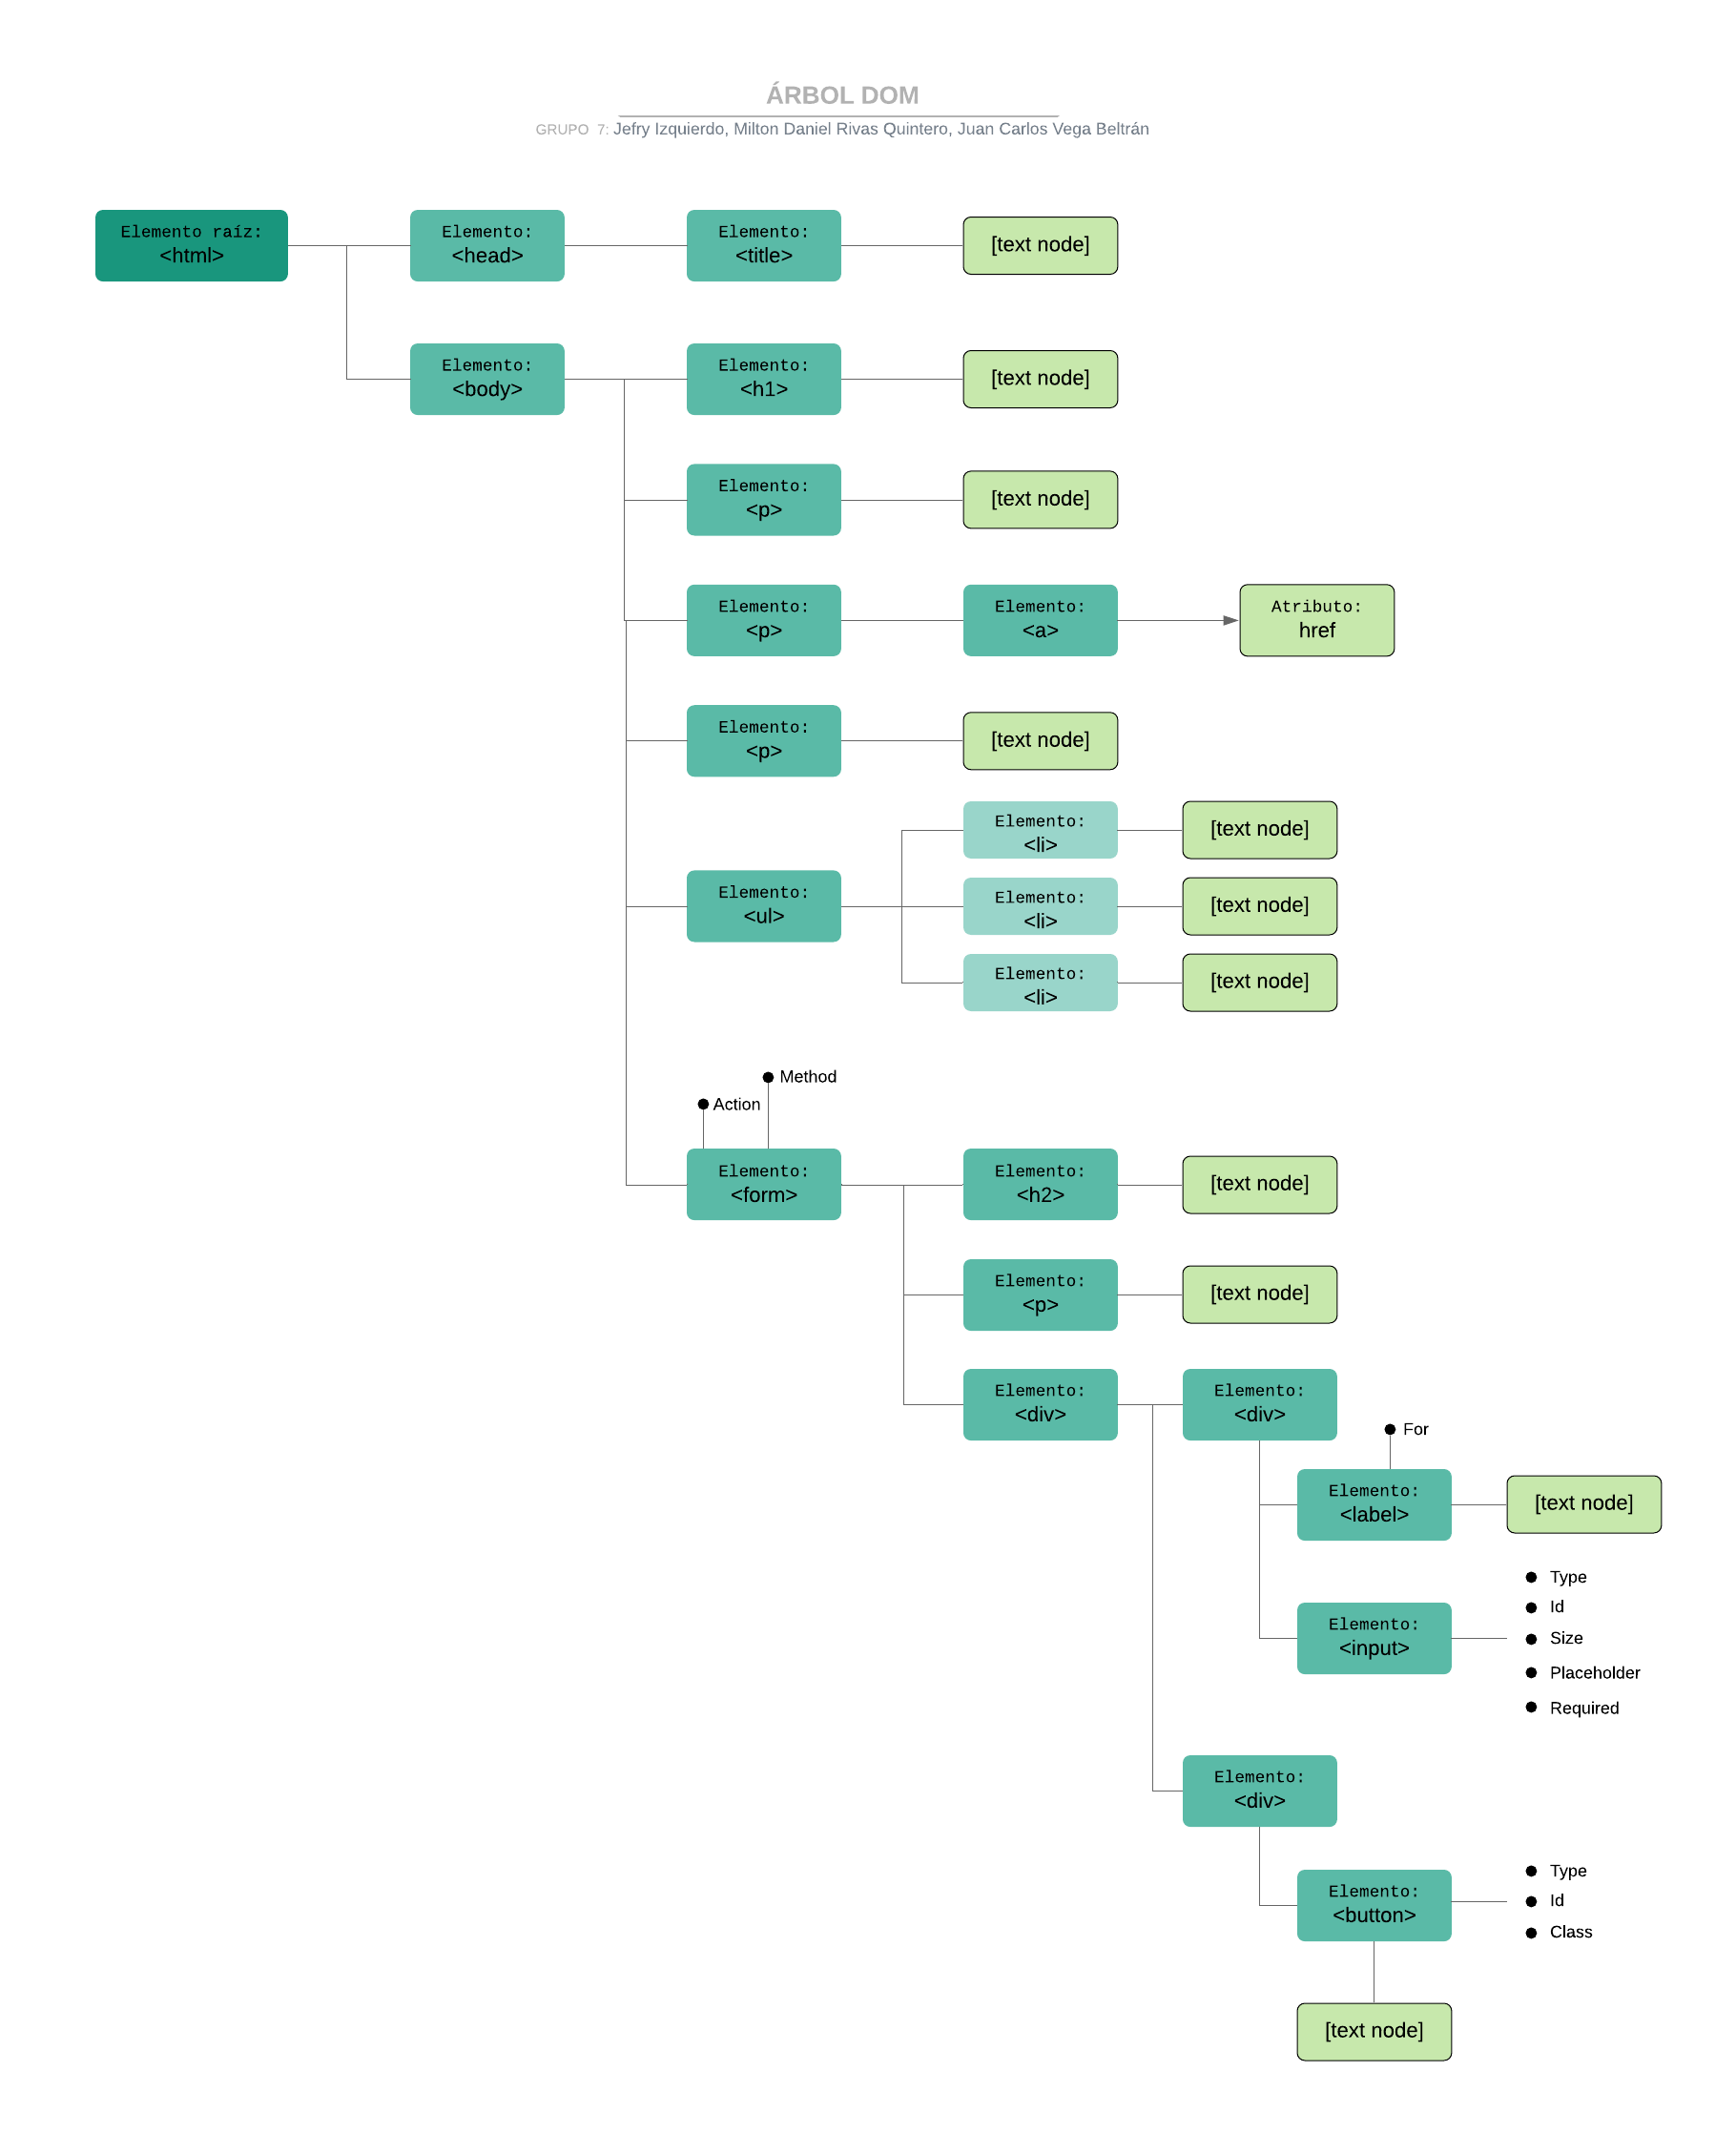 ÁRBOL DOM
GRUPO 7: Jefry Izquierdo, Milton Daniel Rivas Quintero, Juan Carlos Vega Beltrán
Elemento raíz:
<html>
Elemento:
<head>
Elemento:
<title>
[text node]
Elemento:
<body>
Elemento:
<h1>
[text node]
Elemento:
<p>
[text node]
Elemento:
<p>
Elemento:
<a>
Atributo:
href
Elemento:
<p>
[text node]
Elemento:
<ul>
Elemento:
<li>
[text node]
Elemento:
<li>
[text node]
Elemento:
<li>
[text node]
Method
Action
Elemento:
<form>
Elemento:
<h2>
[text node]
Elemento:
<p>
[text node]
Elemento:
<div>
Elemento:
<div>
For
Elemento:
<label>
[text node]
Elemento:
<input>
Type
Id
Size
Placeholder
Required
Elemento:
<div>
Elemento:
<button>
Type
Id
Class
[text node]